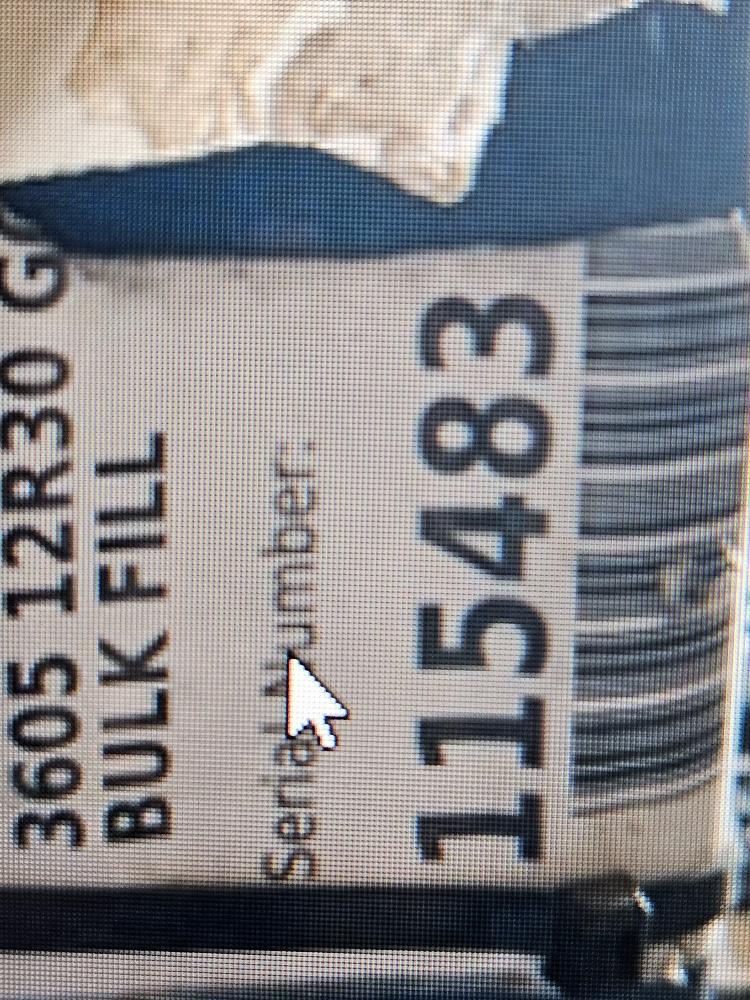 3605 12R30 G
BULK FILL
Serial Number:
115483